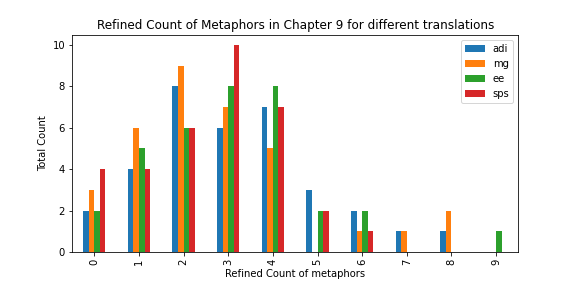 Refined Count of Metaphors in Chapter 9 for different translations
10
8
6
4
2
0
Total Count
adi
mg
ee
sps
0 1 2 3 4 5 6 7 8 9
Refined Count of metaphors